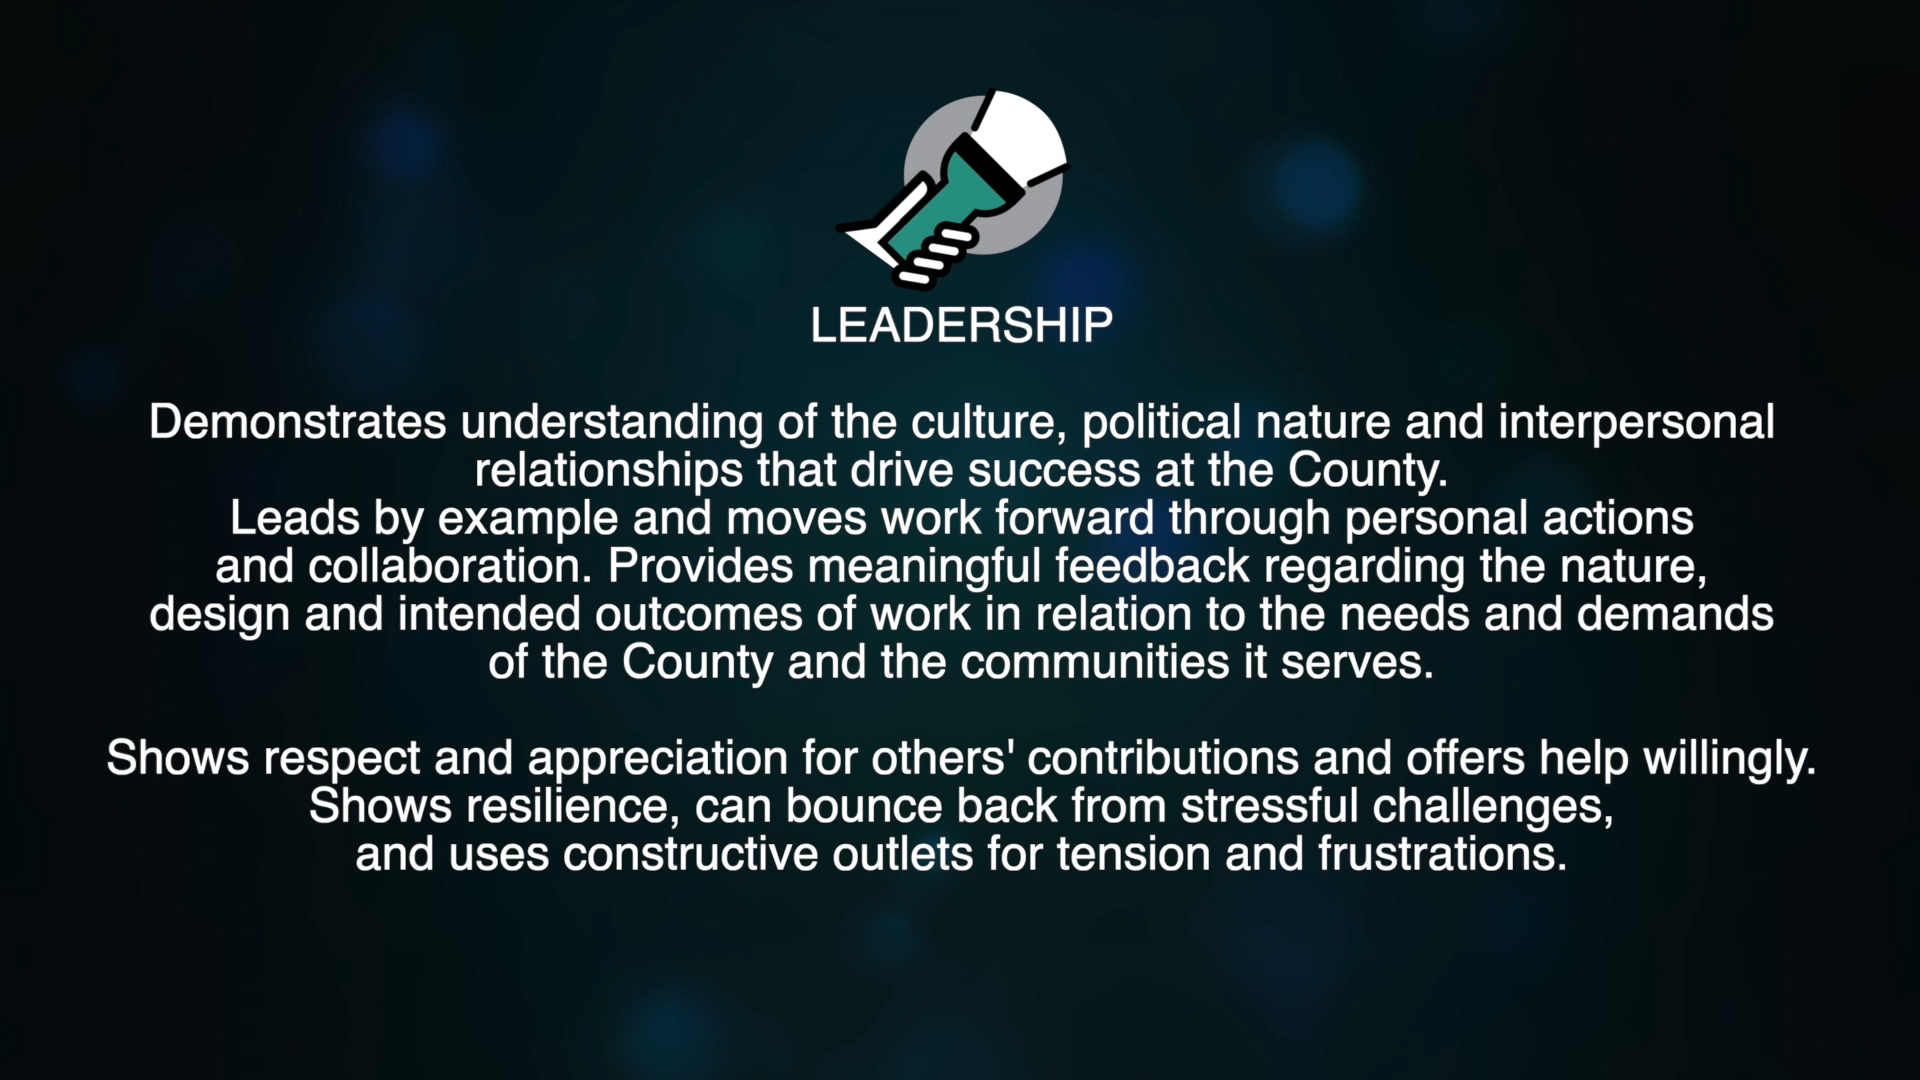 LEADERSHIP
Demonstrates understanding of the culture, political nature and interpersonal
relationships that drive success at the County.
Leads by example and moves work forward through personal actions
and collaboration. Provides meaningful feedback regarding the nature,
design and intended outcomes of work in relation to the needs and demands
of the County and the communities it serves.
Shows respect and appreciation for others' contributions and offers help willingly.
Shows resilience, can bounce back from stressful challenges,
and uses constructive outlets for tension and frustrations.